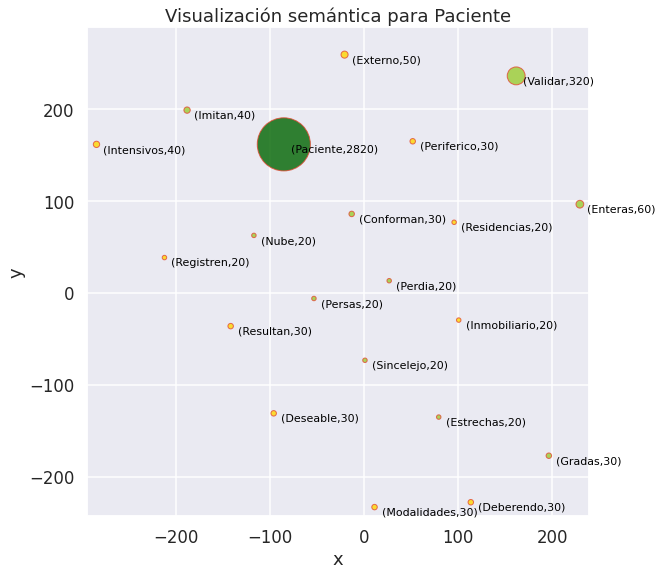 Visualización semántica para Paciente
(Externo,50)
(Validar,320)
(Imitan,40)
(Intensivos,40)
(Paciente,2820)
(Periferico,30)
(Enteras,60)
(Conforman,30)
(Residencias,20)
(Nube,20)
(Registren,20)
(Perdia,20)
(Persas,20)
(Inmobiliario,20)
(Resultan,30)
(Sincelejo,20)
(Deseable,30)
(Estrechas,20)
(Gradas,30)
(Modalidades,30)
(Deberendo,30)
200
100
0
−100
−200
y
−200
−100
0
100
200
x